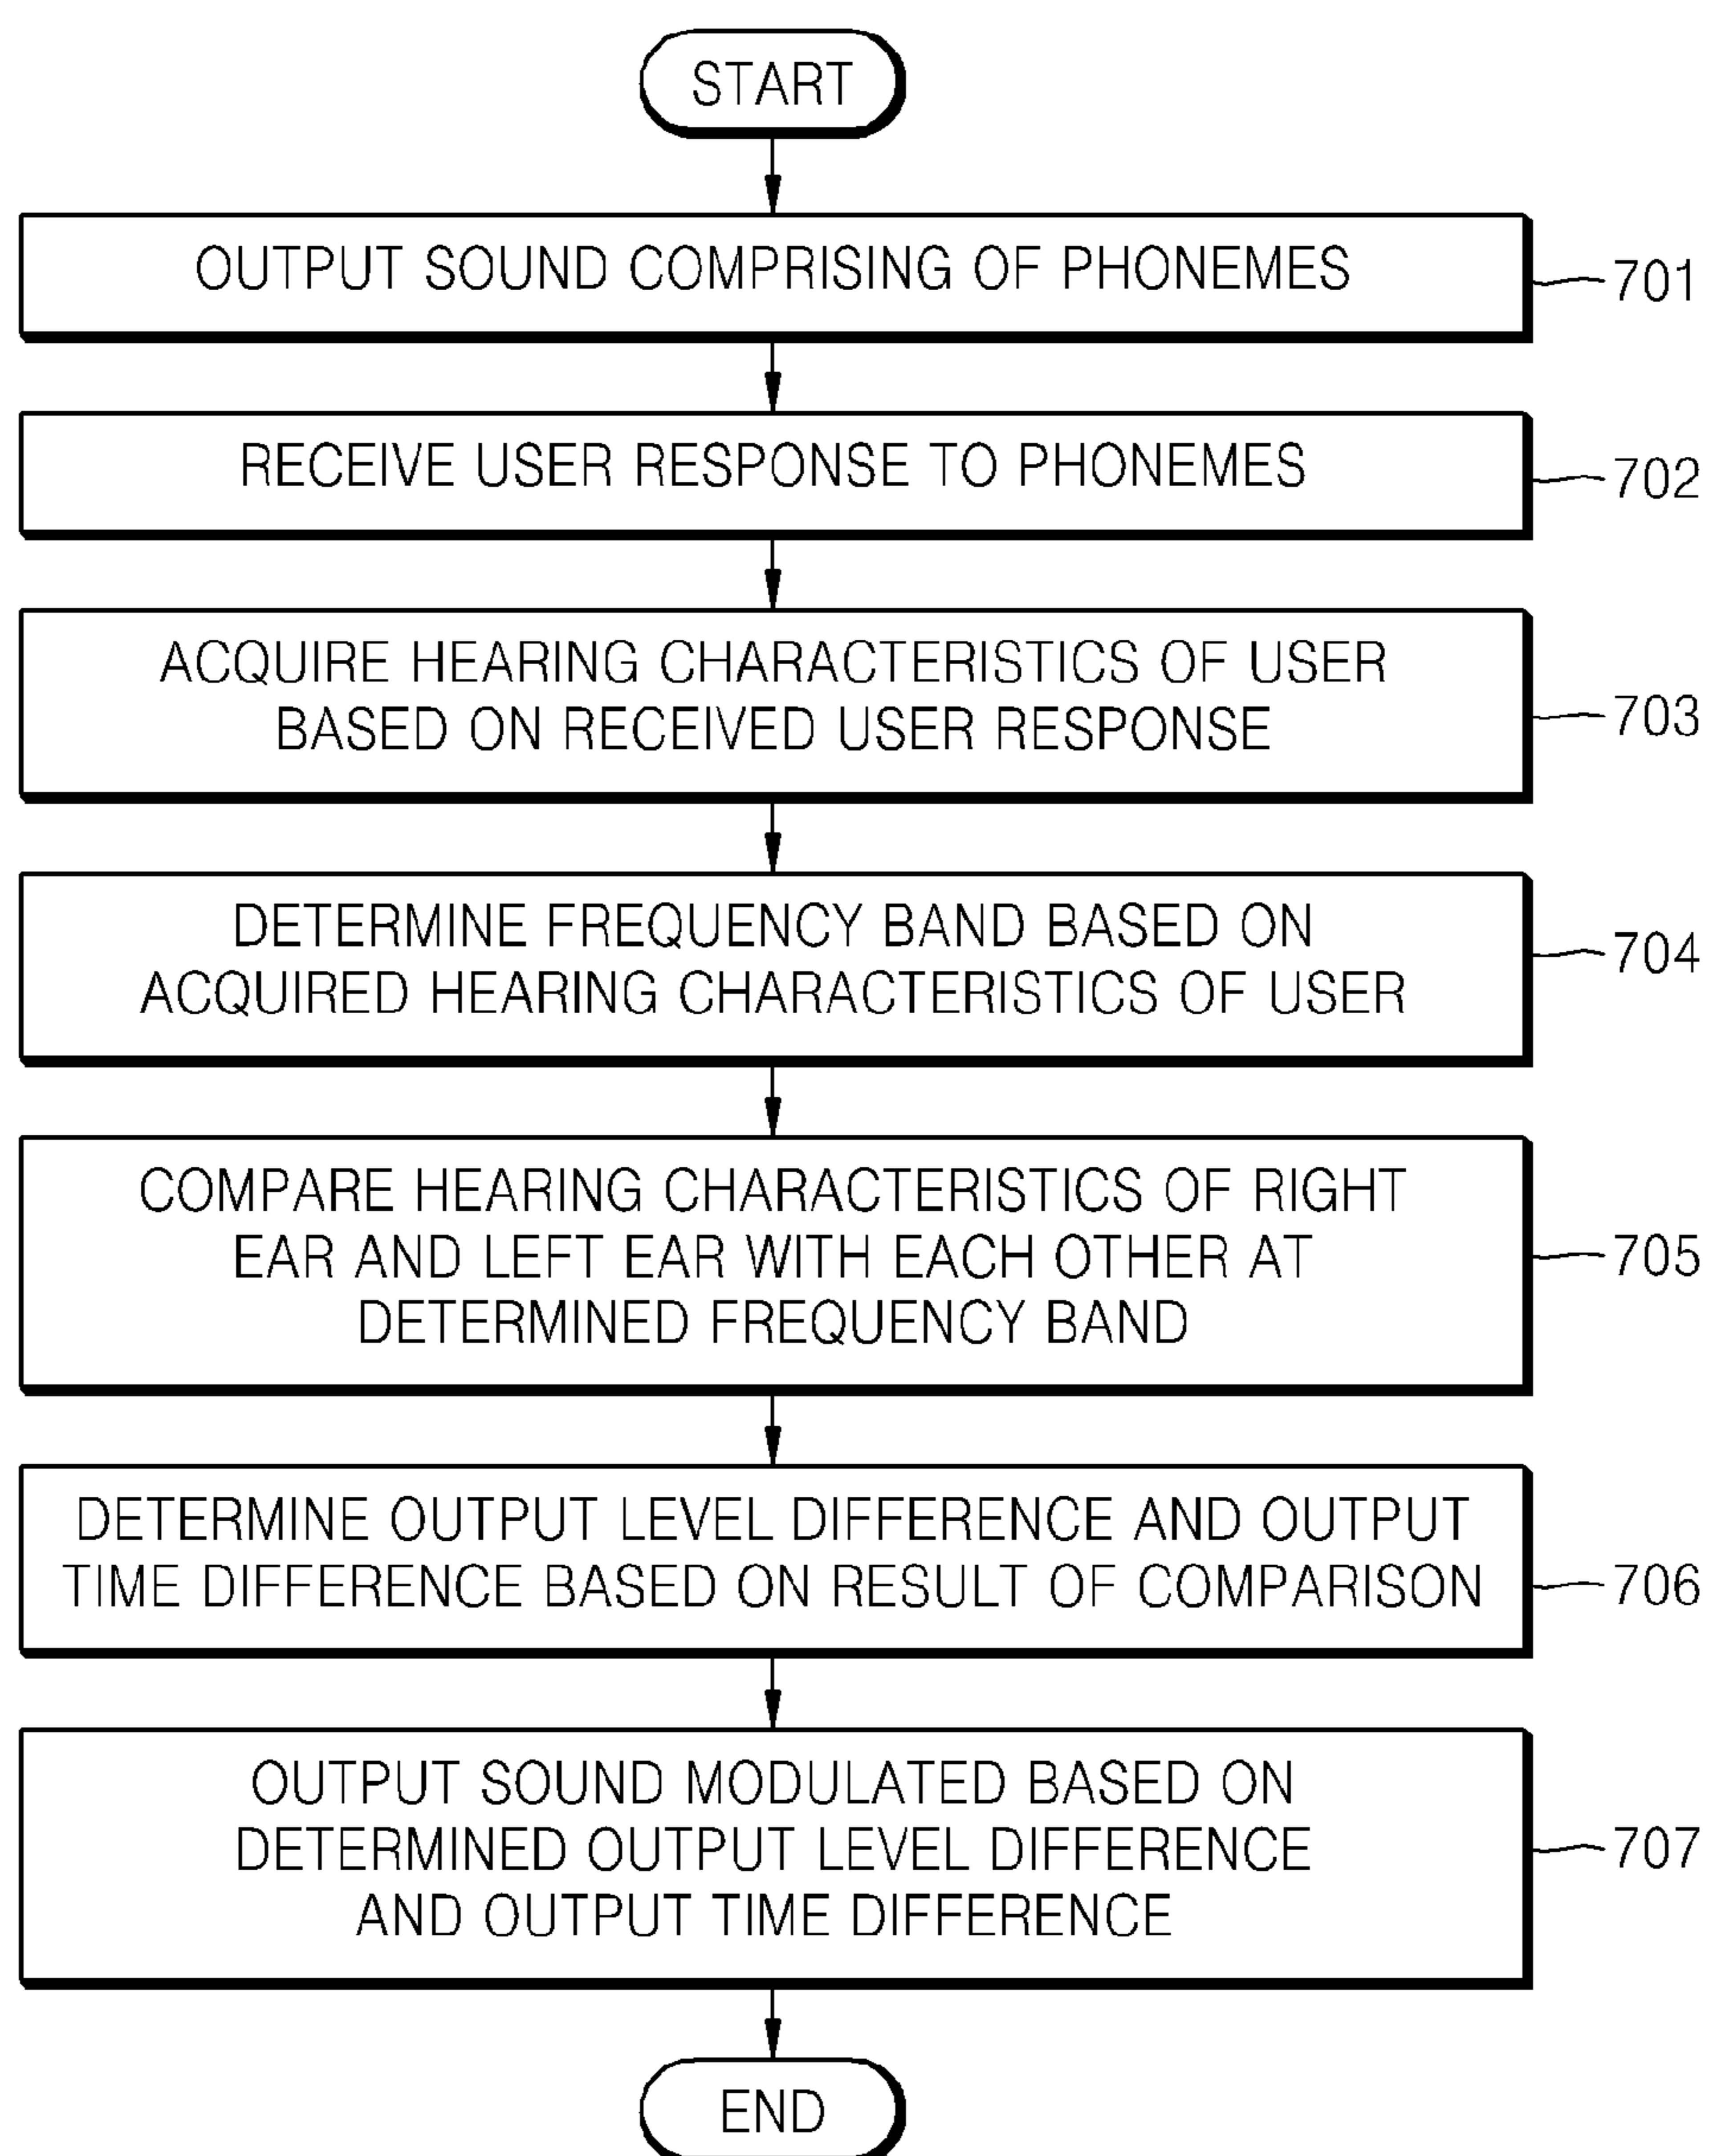 START
OUTPUT SOUND COMPRISING OF PHONEMES
701
RECEIVE USER RESPONSE TO PHONEMES
702
ACQUIRE HEARING CHARACTERISTICS OF USER
BASED ON RECEIVED USER RESPONSE
703
DETERMINE FREQUENCY BAND BASED ON
ACQUIRED HEARING CHARACTERISTICS OF USER
704
COMPARE HEARING CHARACTERISTICS OF RIGHT
EAR AND LEFT EAR WITH EACH OTHER AT
DETERMINED FREQUENCY BAND
705
DETERMINE OUTPUT LEVEL DIFFERENCE AND OUTPUT
TIME DIFFERENCE BASED ON RESULT OF COMPARISON
706
OUTPUT SOUND MODULATED BASED ON
DETERMINED OUTPUT LEVEL DIFFERENCE
AND OUTPUT TIME DIFFERENCE
707
END